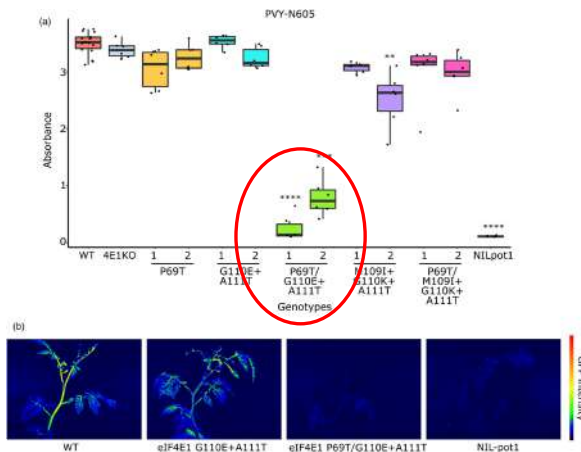 PVY-N605
(a)
Absorbance
3
2
1
0
WT 4E1KO 1 2 1 2 1 2 1 2 1 2 NILpot1
P69T
G110E+
A111T
P69T/
G110E+
A111T
M109I+
G110K+
A111T
P69T/
M109I+
G110K+
A111T
Genotypes
****
****
**
****
(b)
WT
eIF4E1 G110E+A111T
eIF4E1 P69T/G110E+A111T
NIL-pot1